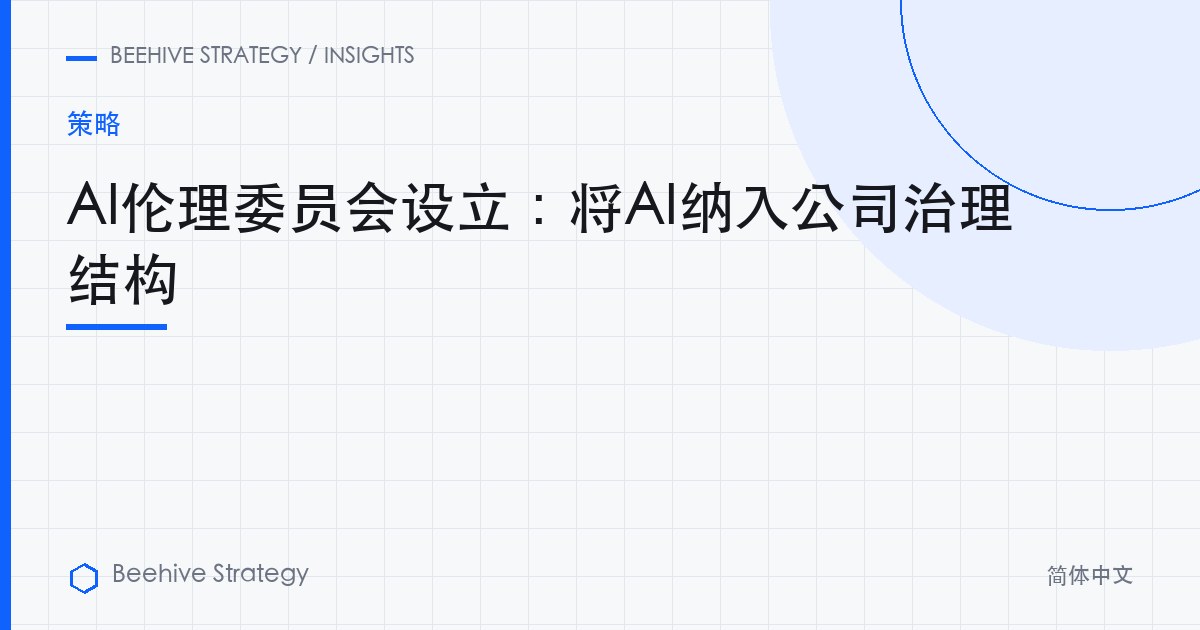 BEEHIVE STRATEGY / INSIGHTS
策略
AI伦理委员会设立：将AI纳入公司治理
结构
Beehive Strategy
简体中文